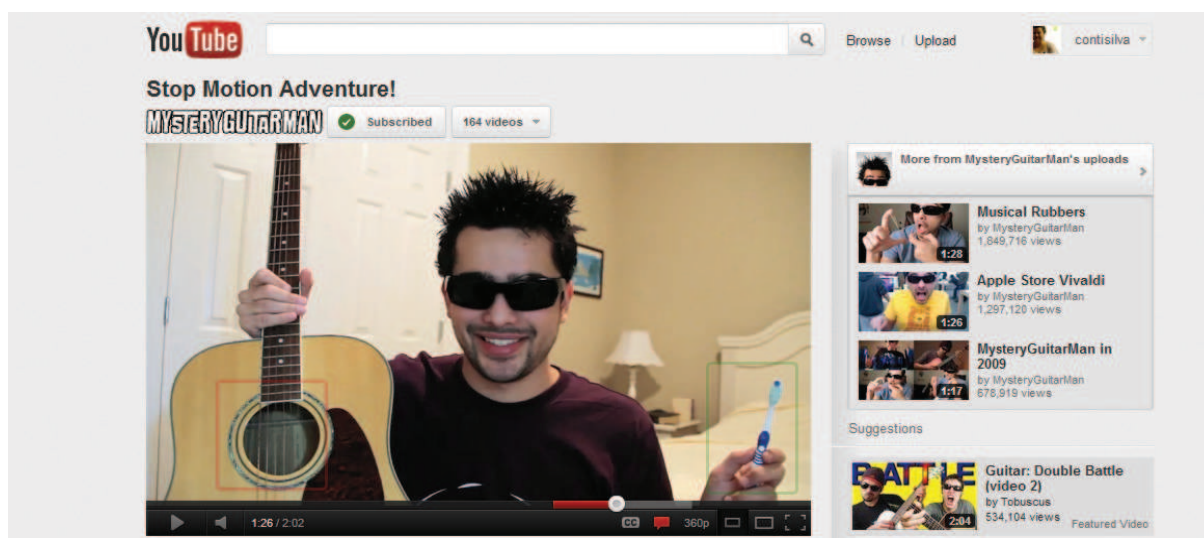 YouTube
Browse
Upload
contisilva
Stop Motion Adventure!
MYSTERYGUITARMAN
Subscribed
164 videos
More from MysteryGuitarMan's uploads
1:28
Musical Rubbers
by MysteryGuitarMan
1,849,716 views
1:26
Apple Store Vivaldi
by MysteryGuitarMan
1,297,120 views
1:17
MysteryGuitarMan in
2009
by MysteryGuitarMan
678,919 views
Suggestions
BATTLE
2:04
Guitar: Double Battle
(video 2)
by Tobuscus
534,104 views
Featured Video
1:26 / 2:02
CC
360p